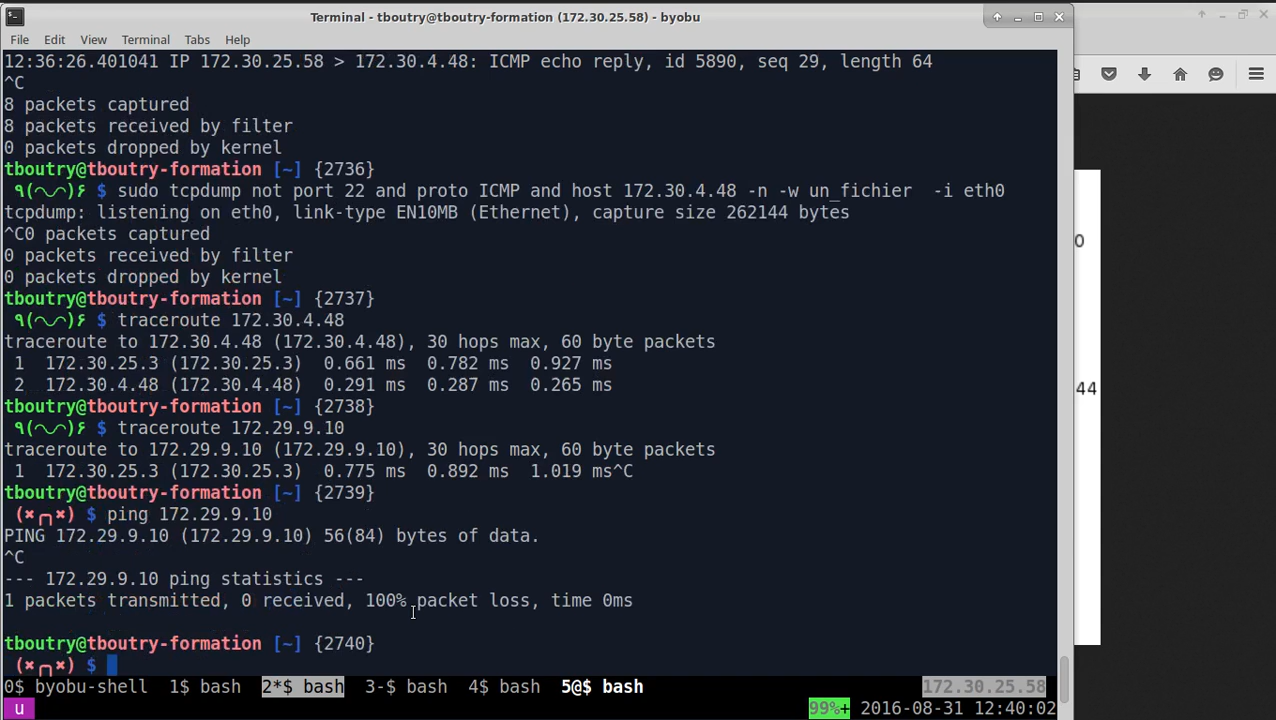 Terminal - tboutry@tboutry-formation (172.30.25.58) - byobu
File Edit View Terminal Tabs Help
12:36:26.401041 IP 172.30.25.58 > 172.30.4.48: ICMP echo reply, id 5890, seq 29, length 64
^C
8 packets captured
8 packets received by filter
0 packets dropped by kernel
tboutry@tboutry-formation [~] {2736}
٩(◠◡◠)۶ $ sudo tcpdump not port 22 and proto ICMP and host 172.30.4.48 -n -w un_fichier  -i eth0
tcpdump: listening on eth0, link-type EN10MB (Ethernet), capture size 262144 bytes
^C0 packets captured
0 packets received by filter
0 packets dropped by kernel
tboutry@tboutry-formation [~] {2737}
٩(◠◡◠)۶ $ traceroute 172.30.4.48
traceroute to 172.30.4.48 (172.30.4.48), 30 hops max, 60 byte packets
1  172.30.25.3 (172.30.25.3)  0.661 ms  0.782 ms  0.927 ms
2  172.30.4.48 (172.30.4.48)  0.291 ms  0.287 ms  0.265 ms
tboutry@tboutry-formation [~] {2738}
٩(◠◡◠)۶ $ traceroute 172.29.9.10
traceroute to 172.29.9.10 (172.29.9.10), 30 hops max, 60 byte packets
1  172.30.25.3 (172.30.25.3)  0.775 ms  0.892 ms  1.019 ms^C
tboutry@tboutry-formation [~] {2739}
(✖╭╮✖) $ ping 172.29.9.10
PING 172.29.9.10 (172.29.9.10) 56(84) bytes of data.
^C
--- 172.29.9.10 ping statistics ---
1 packets transmitted, 0 received, 100% packet loss, time 0ms
tboutry@tboutry-formation [~] {2740}
(✖╭╮✖) $
0$ byobu-shell  1$ bash  2*$ bash  3-$ bash  4$ bash  5@$ bash  172.30.25.58
u  99%+ 2016-08-31 12:40:02
0
44